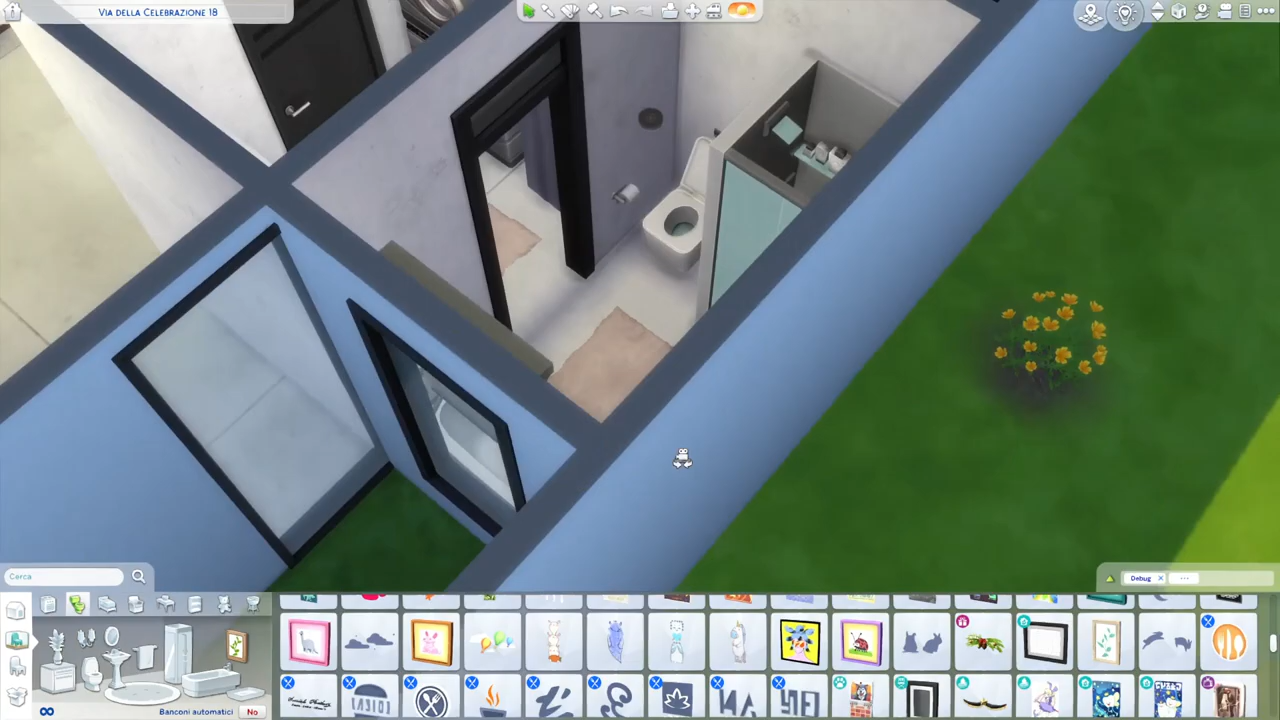 Via della Celebrazione 18
Cerca
Debug
Banconi automatici
No